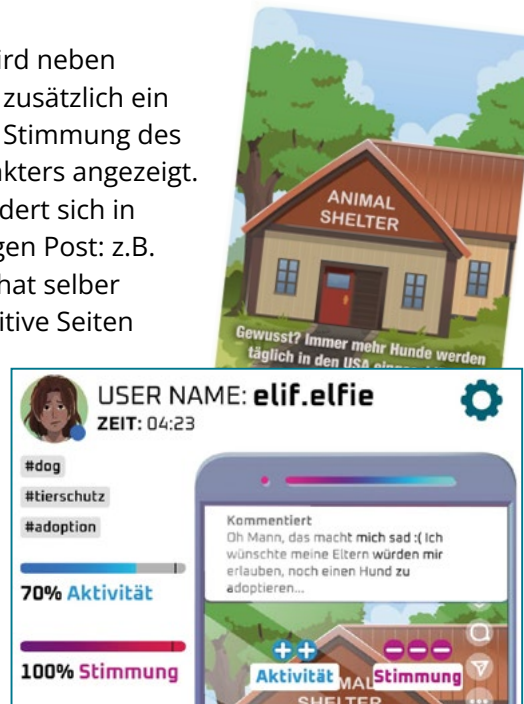 ird neben
zusätzlich ein
Stimmung des
kters angezeigt.
dert sich in
gen Post: z.B.
hat selber
itive Seiten
ANIMAL
SHELTER
Gewusst? Immer mehr Hunde werden
täglich in den USA
USER NAME: elif.elfie
ZEIT: 04:23
#dog
#tierschutz
#adoption
70% Aktivität
100% Stimmung
Kommentiert
Oh Mann, das macht mich sad :( Ich
wünschte meine Eltern würden mir
erlauben, noch einen Hund zu
adoptieren...
Aktivität
Stimmung
MAL
SHELTER